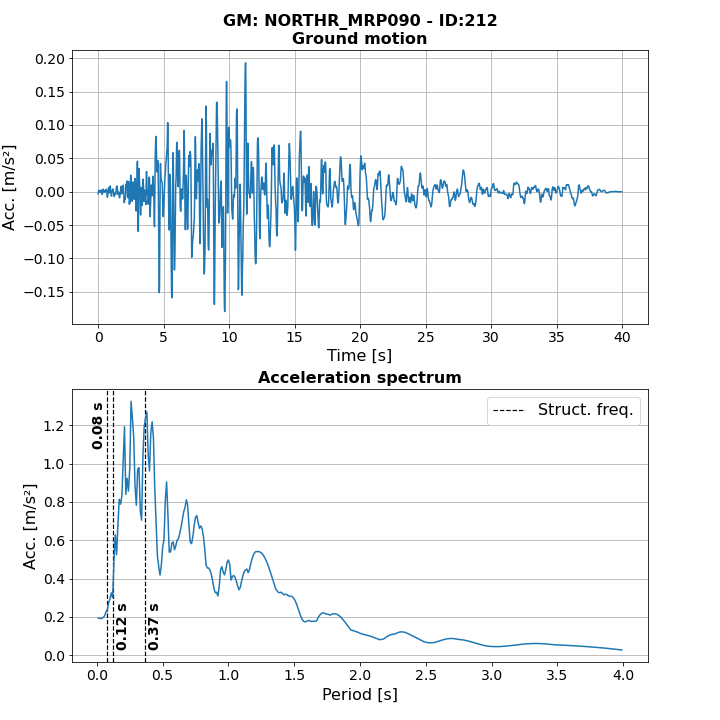 GM: NORTHR_MRP090 - ID:212
Ground motion
0.20
0.15
0.10
0.05
0.00
−0.05
−0.10
−0.15
Acc. [m/s²]
0 5 10 15 20 25 30 35 40
Time [s]
Acceleration spectrum
Struct. freq.
1.2
1.0
0.8
0.6
0.4
0.2
0.0
Acc. [m/s²]
0.08 s
0.12 s
0.37 s
0.0 0.5 1.0 1.5 2.0 2.5 3.0 3.5 4.0
Period [s]